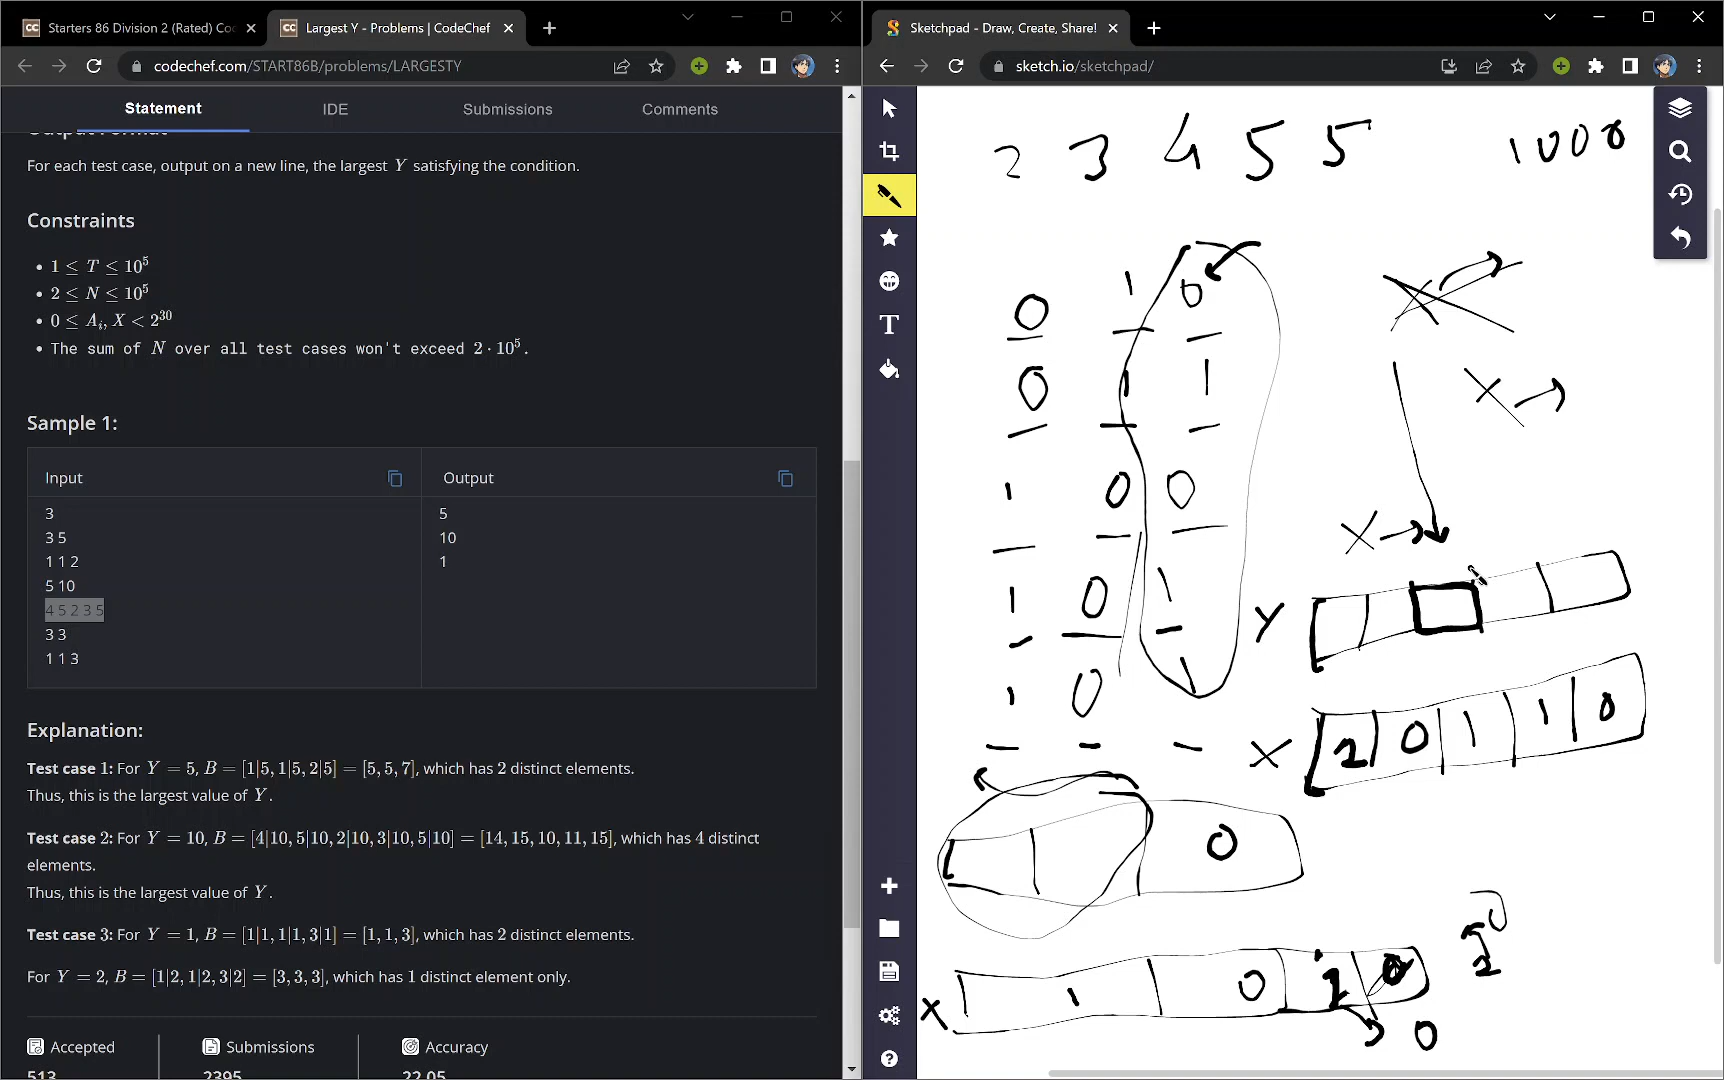 Starters 86 Division 2 (Rated) Co
Largest Y - Problems | CodeChef
codechef.com/START86B/problems/LARGESTY
Statement
IDE
Submissions
Comments
Output Format
For each test case, output on a new line, the largest Y satisfying the condition.
Constraints
• 1 ≤ T ≤ 10^5
• 2 ≤ N ≤ 10^5
• 0 ≤ A_i, X < 2^30
• The sum of N over all test cases won't exceed 2 · 10^5.
Sample 1:
Input
Output
3
3 5
1 1 2
5 10
4 5 2 3 5
3 3
1 1 3
5
10
1
Explanation:
Test case 1: For Y = 5, B = [1|5, 1|5, 2|5] = [5, 5, 7], which has 2 distinct elements.
Thus, this is the largest value of Y.
Test case 2: For Y = 10, B = [4|10, 5|10, 2|10, 3|10, 5|10] = [14, 15, 10, 11, 15], which has 4 distinct
elements.
Thus, this is the largest value of Y.
Test case 3: For Y = 1, B = [1|1, 1|1, 3|1] = [1, 1, 3], which has 2 distinct elements.
For Y = 2, B = [1|2, 1|2, 3|2] = [3, 3, 3], which has 1 distinct element only.
Accepted
513
Submissions
2395
Accuracy
22.05
Sketchpad - Draw, Create, Share!
sketch.io/sketchpad/
T
2 3 4 5 5
0 1 0
0 1 1
1 0 0
1 0 1
1 0 1
X
X
Y
X 2 0 1 1 0
0
X 1 0 1
0
2 0